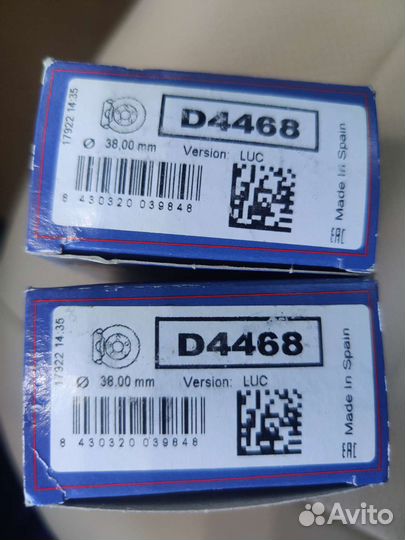 17922 14:35
D4468
Ø 38,00 mm
Version: LUC
8 430320 039848
Made In Spain
EAC
17922 14:35
D4468
Ø 38,00 mm
Version: LUC
8 430320 039848
Made In Spain
EAC
Avito